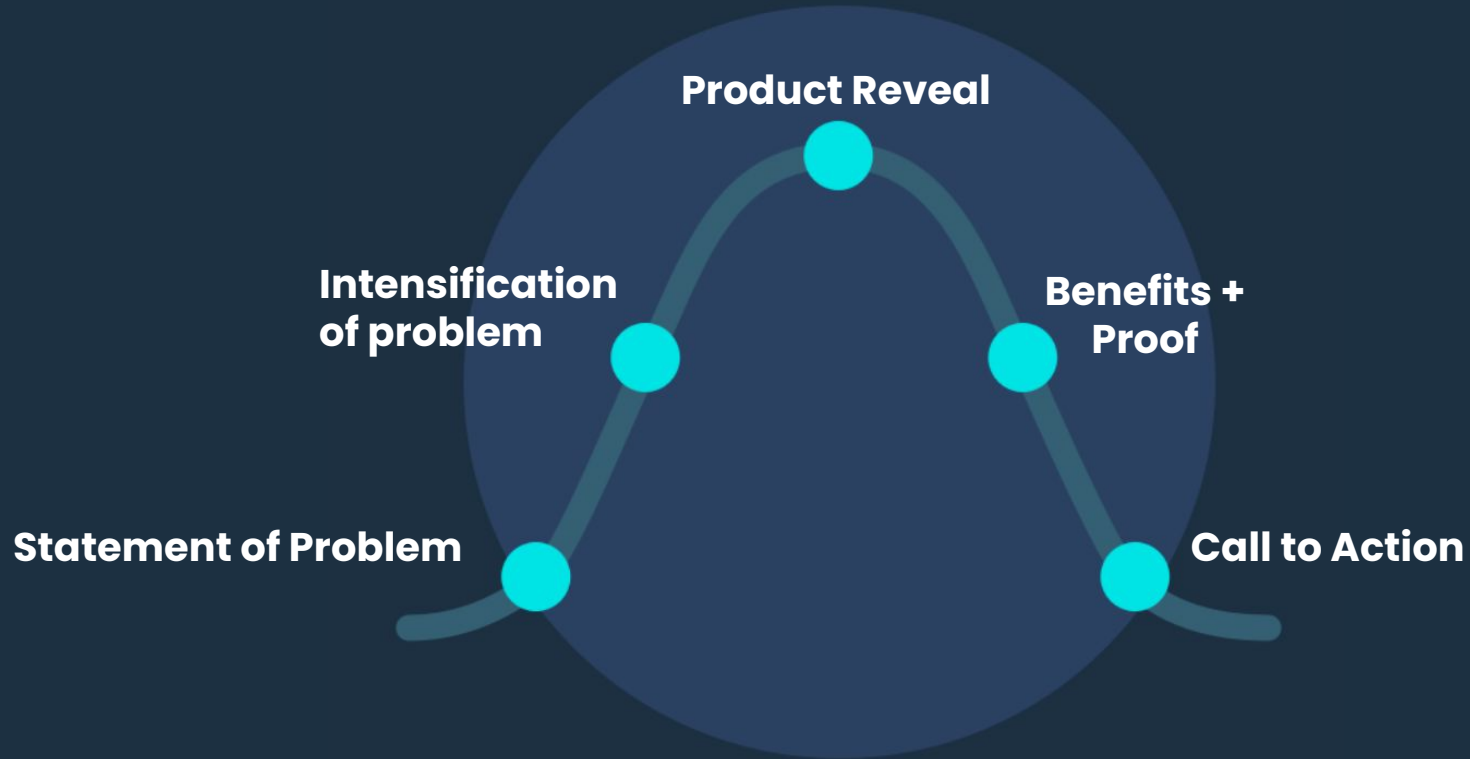 Product Reveal
Intensification
of problem
Benefits +
Proof
Statement of Problem
Call to Action